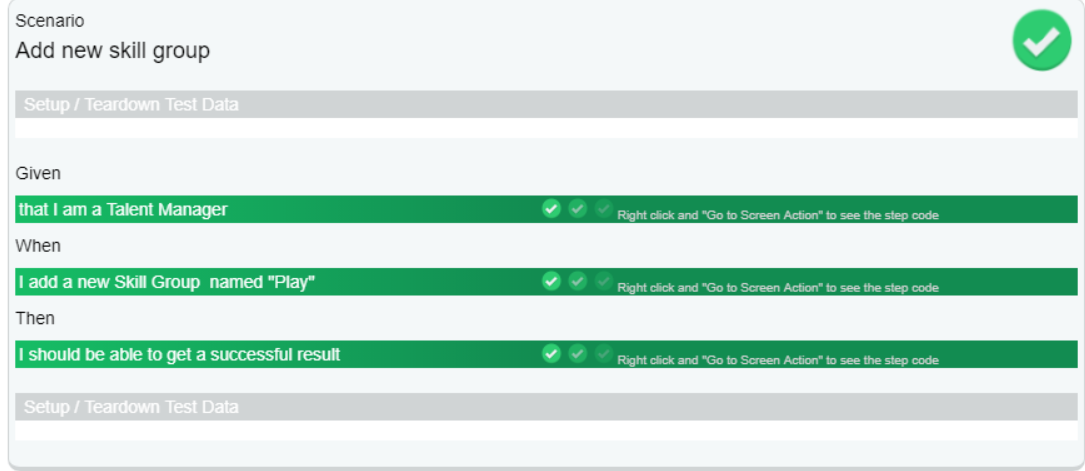 Scenario
Add new skill group
Setup / Teardown Test Data
Given
that I am a Talent Manager Right click and "Go to Screen Action" to see the step code
When
I add a new Skill Group  named "Play" Right click and "Go to Screen Action" to see the step code
Then
I should be able to get a successful result Right click and "Go to Screen Action" to see the step code
Setup / Teardown Test Data